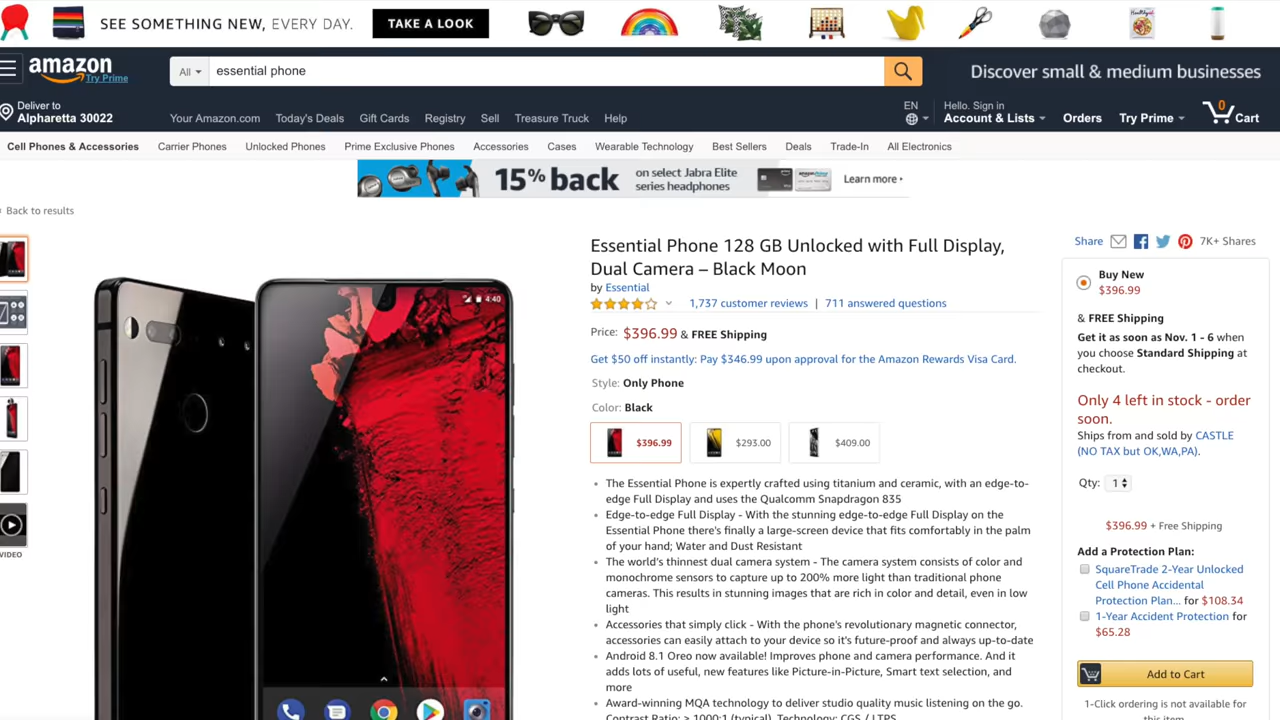 SEE SOMETHING NEW, EVERY DAY.
TAKE A LOOK
amazon
Try Prime
All
essential phone
Discover small & medium businesses
Deliver to
Alpharetta 30022
Your Amazon.com
Today's Deals
Gift Cards
Registry
Sell
Treasure Truck
Help
EN
Hello. Sign in
Account & Lists
Orders
Try Prime
0
Cart
Cell Phones & Accessories
Carrier Phones
Unlocked Phones
Prime Exclusive Phones
Accessories
Cases
Wearable Technology
Best Sellers
Deals
Trade-In
All Electronics
15% back
on select Jabra Elite
series headphones
Learn more
Back to results
VIDEO
4:40
Essential Phone 128 GB Unlocked with Full Display,
Dual Camera – Black Moon
by Essential
1,737 customer reviews | 711 answered questions
Price: $396.99 & FREE Shipping
Get $50 off instantly: Pay $346.99 upon approval for the Amazon Rewards Visa Card.
Style: Only Phone
Color: Black
$396.99
$293.00
$409.00
The Essential Phone is expertly crafted using titanium and ceramic, with an edge-to-
edge Full Display and uses the Qualcomm Snapdragon 835
Edge-to-edge Full Display - With the stunning edge-to-edge Full Display on the
Essential Phone there's finally a large-screen device that fits comfortably in the palm
of your hand; Water and Dust Resistant
The world's thinnest dual camera system - The camera system consists of color and
monochrome sensors to capture up to 200% more light than traditional phone
cameras. This results in stunning images that are rich in color and detail, even in low
light
Accessories that simply click - With the phone's revolutionary magnetic connector,
accessories can easily attach to your device so it's future-proof and always up-to-date
Android 8.1 Oreo now available! Improves phone and camera performance. And it
adds lots of useful, new features like Picture-in-Picture, Smart text selection, and
more
Award-winning MQA technology to deliver studio quality music listening on the go.
Contrast Ratio: > 1000:1 (typical), Technology: CGS / LTPS
Share
7K+ Shares
Buy New
$396.99
& FREE Shipping
Get it as soon as Nov. 1 - 6 when
you choose Standard Shipping at
checkout.
Only 4 left in stock - order
soon.
Ships from and sold by CASTLE
(NO TAX but OK,WA,PA).
Qty: 1
$396.99 + Free Shipping
Add a Protection Plan:
SquareTrade 2-Year Unlocked
Cell Phone Accidental
Protection Plan... for $108.34
1-Year Accident Protection for
$65.28
Add to Cart
1-Click ordering is not available for
this item.